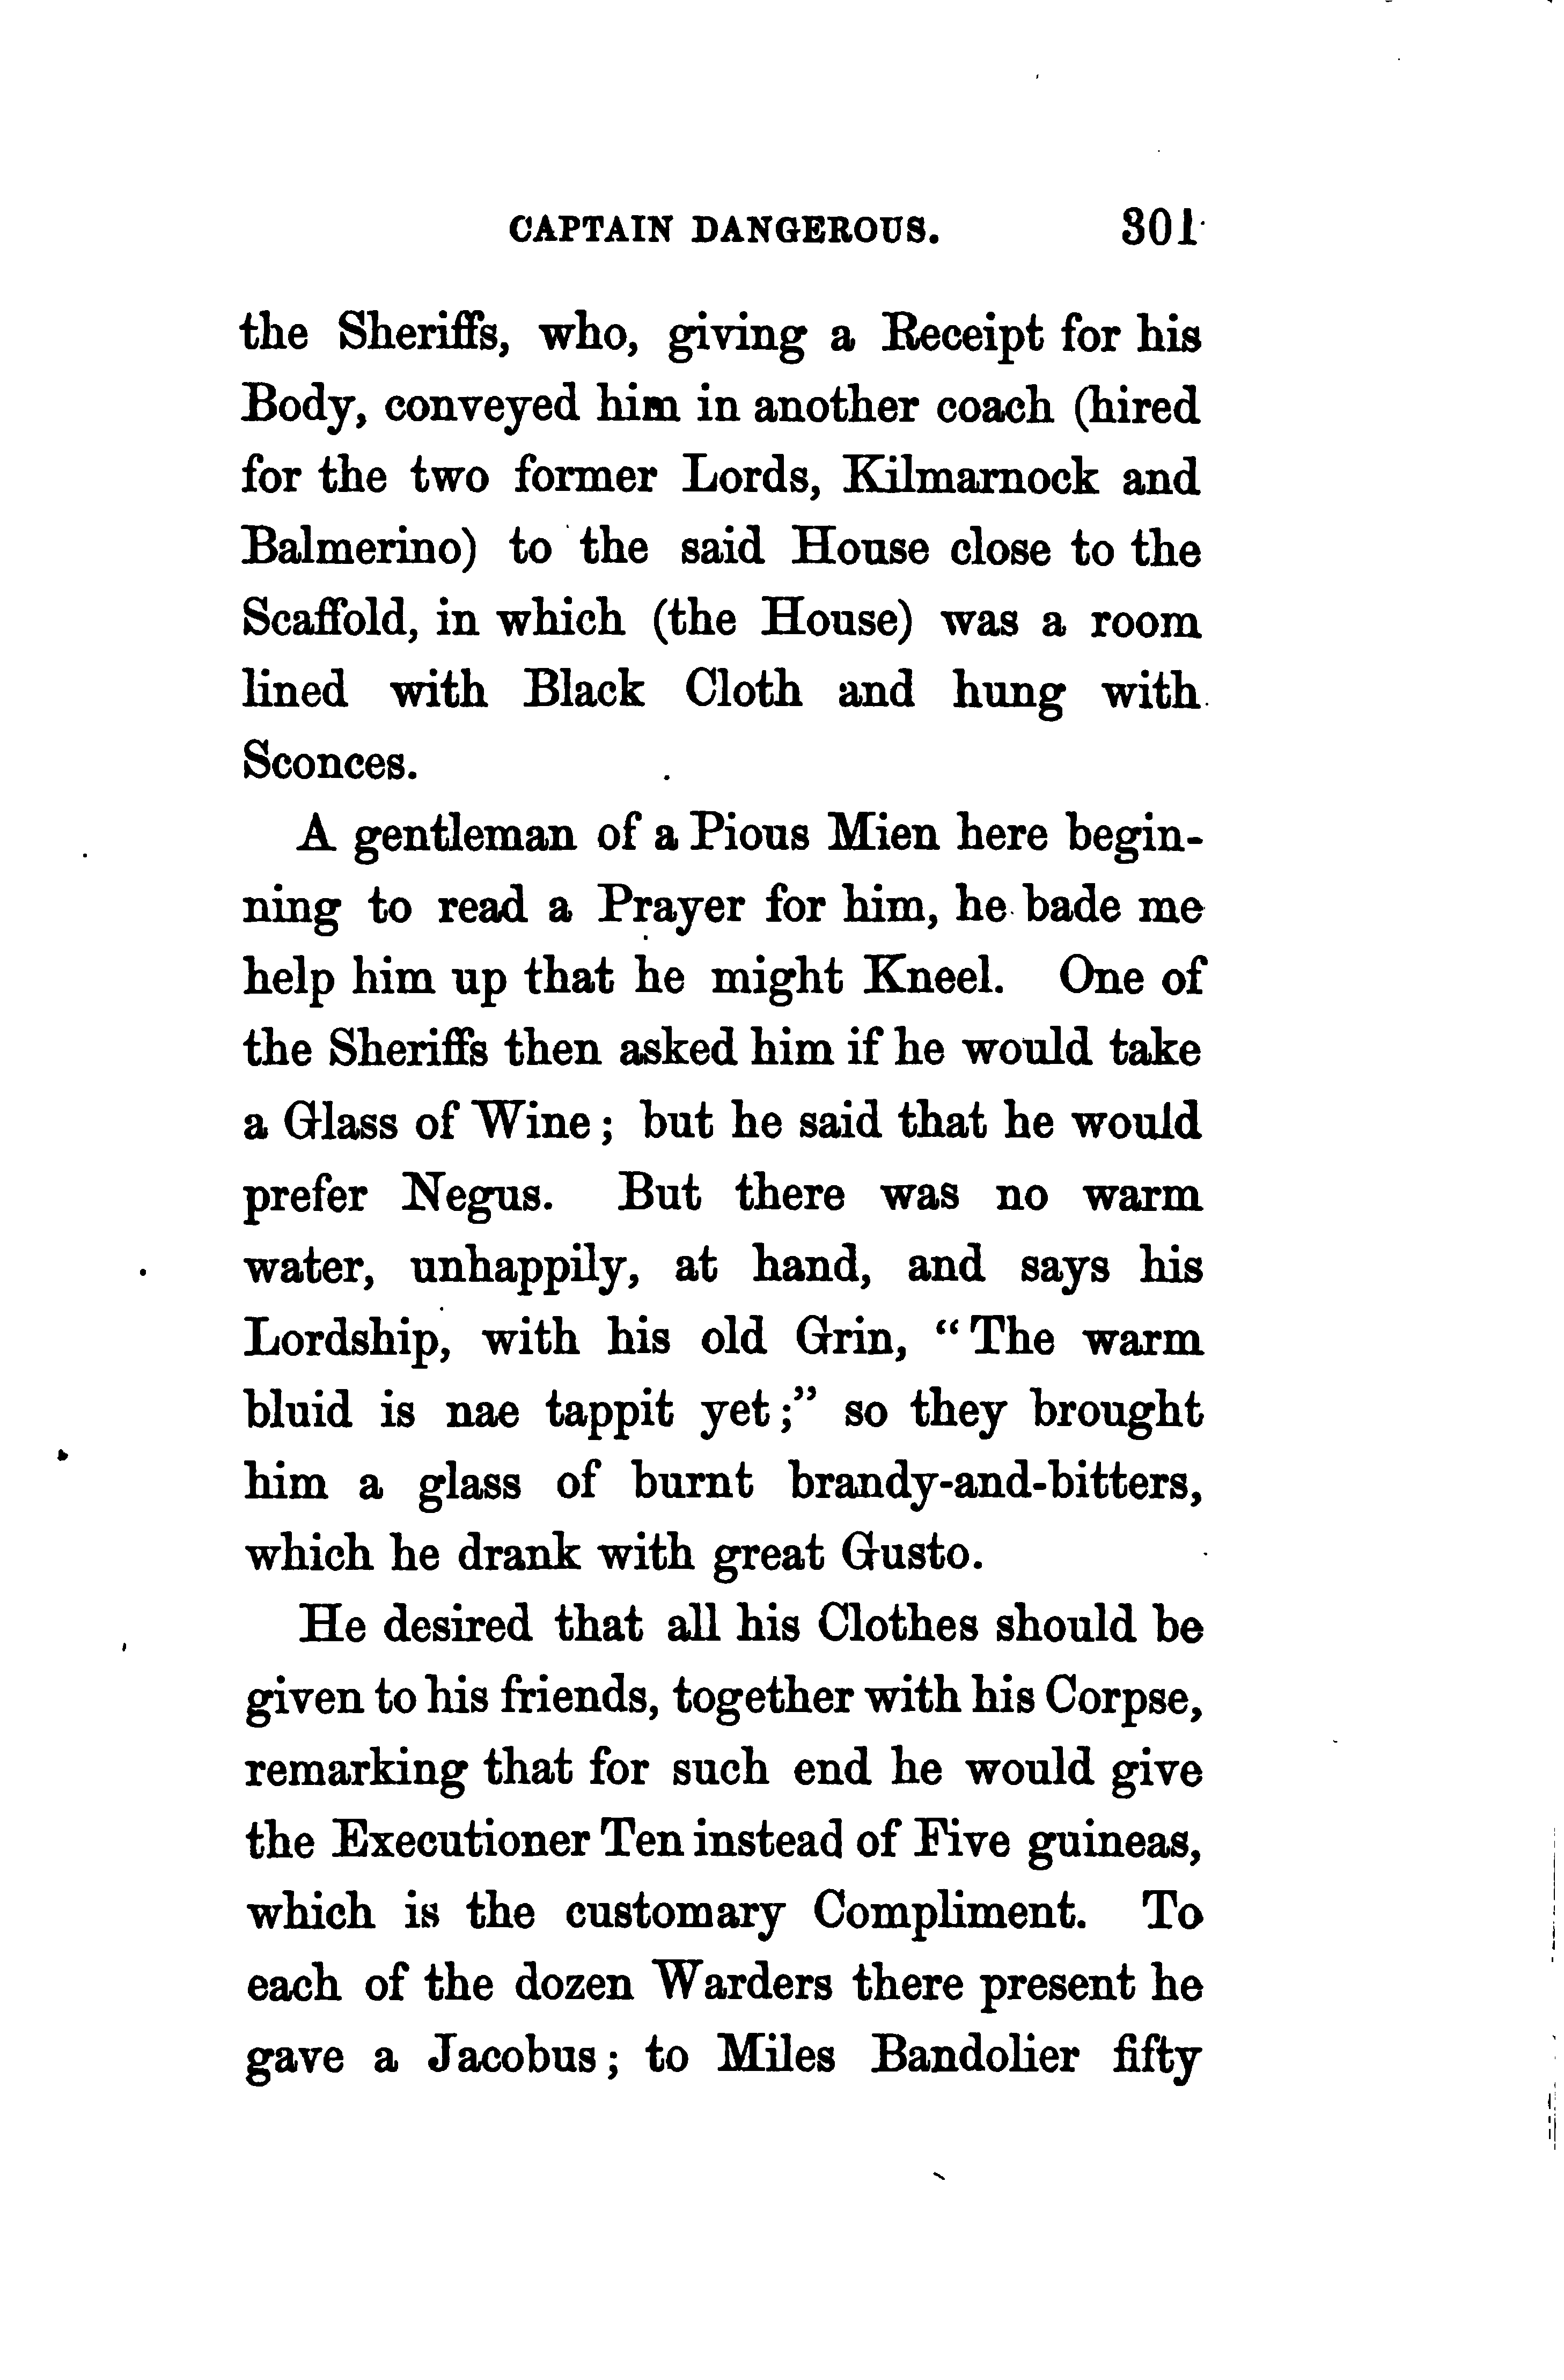 CAPTAIN DANGEROUS. 301
the Sheriffs, who, giving a Receipt for his
Body, conveyed him in another coach (hired
for the two former Lords, Kilmarnock and
Balmerino) to the said House close to the
Scaffold, in which (the House) was a room
lined with Black Cloth and hung with
Sconces.
A gentleman of a Pious Mien here begin-
ning to read a Prayer for him, he bade me
help him up that he might Kneel. One of
the Sheriffs then asked him if he would take
a Glass of Wine; but he said that he would
prefer Negus. But there was no warm
water, unhappily, at hand, and says his
Lordship, with his old Grin, “The warm
bluid is nae tappit yet;” so they brought
him a glass of burnt brandy-and-bitters,
which he drank with great Gusto.
He desired that all his Clothes should be
given to his friends, together with his Corpse,
remarking that for such end he would give
the Executioner Ten instead of Five guineas,
which is the customary Compliment. To
each of the dozen Warders there present he
gave a Jacobus; to Miles Bandolier fifty